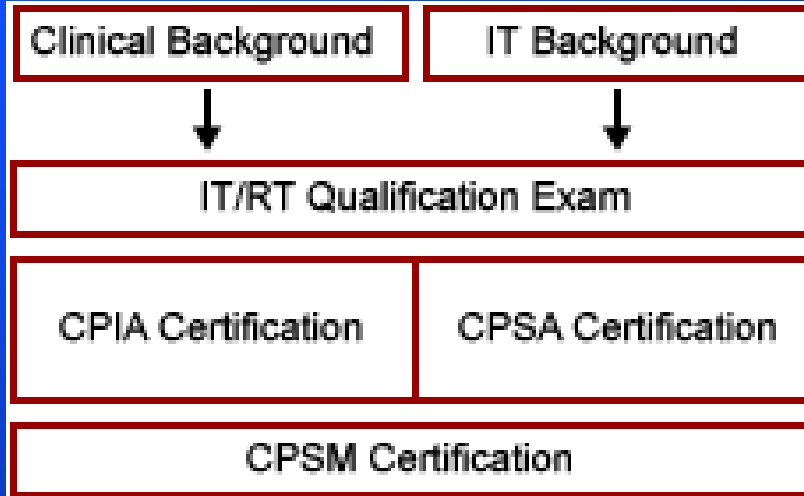 Clinical Background
IT Background
IT/RT Qualification Exam
CPIA Certification
CPSA Certification
CPSM Certification